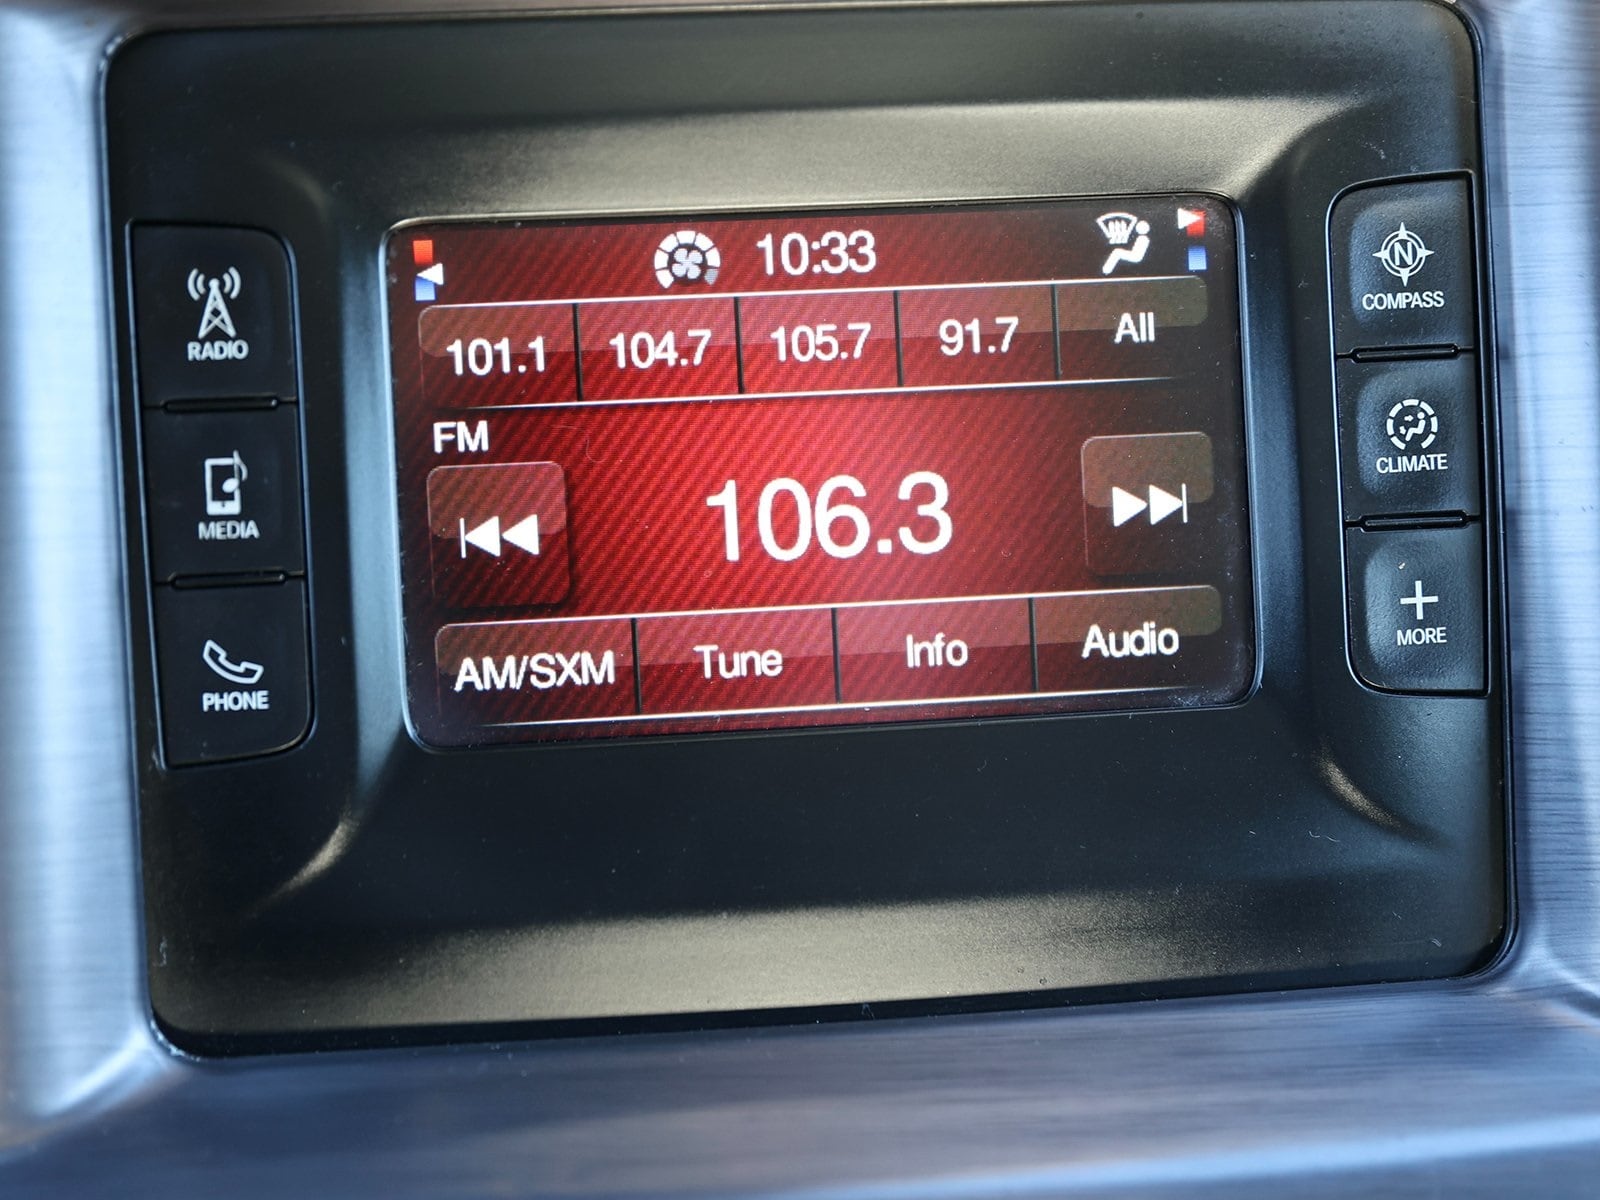 10:33
101.1 104.7 105.7 91.7 All
FM
106.3
AM/SXM Tune Info Audio
RADIO
MEDIA
PHONE
N
COMPASS
CLIMATE
+
MORE